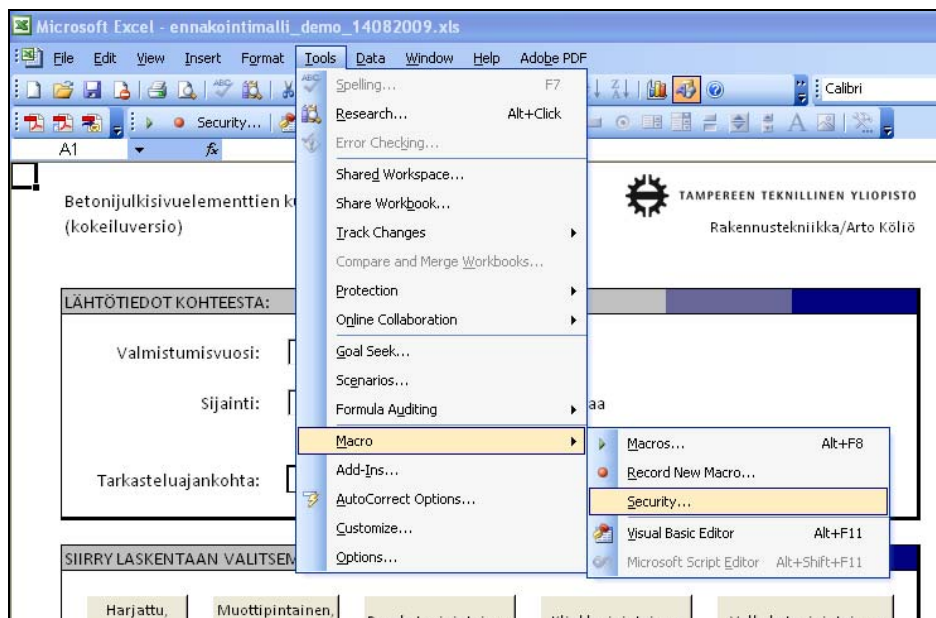 Microsoft Excel - ennakointimalli_demo_14082009.xls
File Edit View Insert Format Tools Data Window Help Adobe PDF
Calibri
Security...
A1 fx
Spelling... F7
Research... Alt+Click
Error Checking...
Shared Workspace...
Share Workbook...
Track Changes
Compare and Merge Workbooks...
Protection
Online Collaboration
Goal Seek...
Scenarios...
Formula Auditing
Macro
Add-Ins...
AutoCorrect Options...
Customize...
Options...
Macros... Alt+F8
Record New Macro...
Security...
Visual Basic Editor Alt+F11
Microsoft Script Editor Alt+Shift+F11
Betonijulkisivuelementtien
(kokeiluversio)
TAMPEREEN TEKNILLINEN YLIOPISTO
Rakennustekniikka/Arto Köliö
LÄHTÖTIEDOT KOHTEESTA:
Valmistumisvuosi:
Sijainti:
aa
Tarkasteluajankohta:
SIIRRY LASKENTAAN VALITSEM
Harjattu, Muottipintainen,